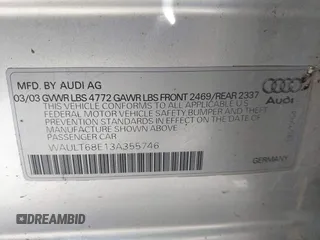 MFD. BY AUDI AG
03/03 GVWR LBS 4772 GAWR LBS FRONT 2469/REAR 2337
THIS VEHICLE CONFORMS TO ALL APPLICABLE U.S.
FEDERAL MOTOR VEHICLE SAFETY, BUMPER AND THEFT
PREVENTION STANDARDS IN EFFECT ON THE DATE OF
MANUFACTURE SHOWN ABOVE
PASSENGER CAR
Audi
WAULT68E13A355746
GERMANY
© DREAMBID